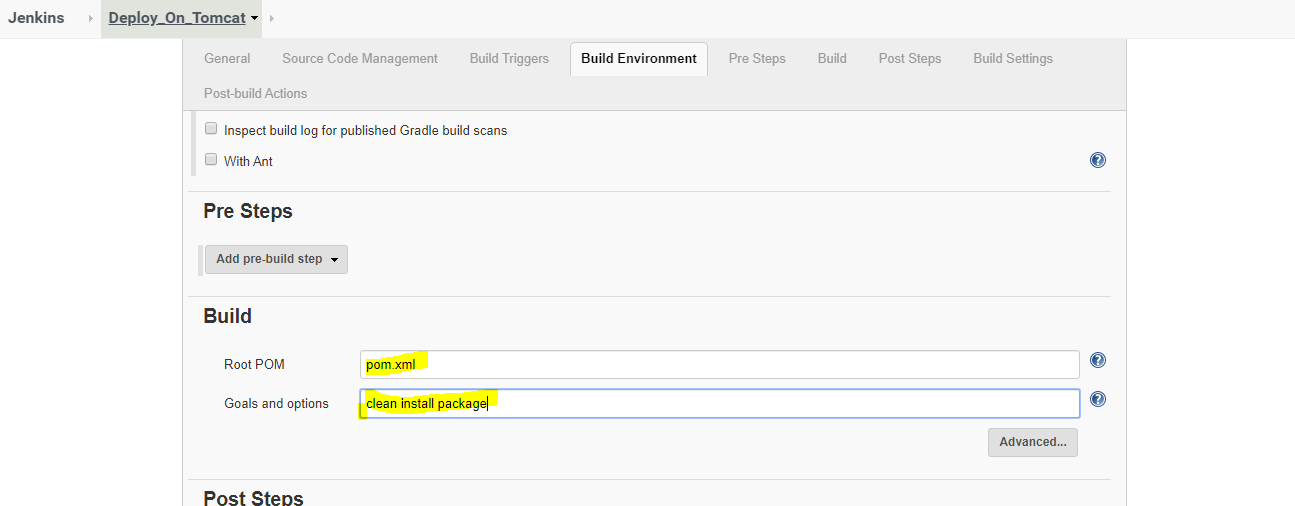 Jenkins Deploy_On_Tomcat
General Source Code Management Build Triggers Build Environment Pre Steps Build Post Steps Build Settings
Post-build Actions
Inspect build log for published Gradle build scans
With Ant
Pre Steps
Add pre-build step
Build
Root POM pom.xml
Goals and options clean install package
Advanced...
Post Steps